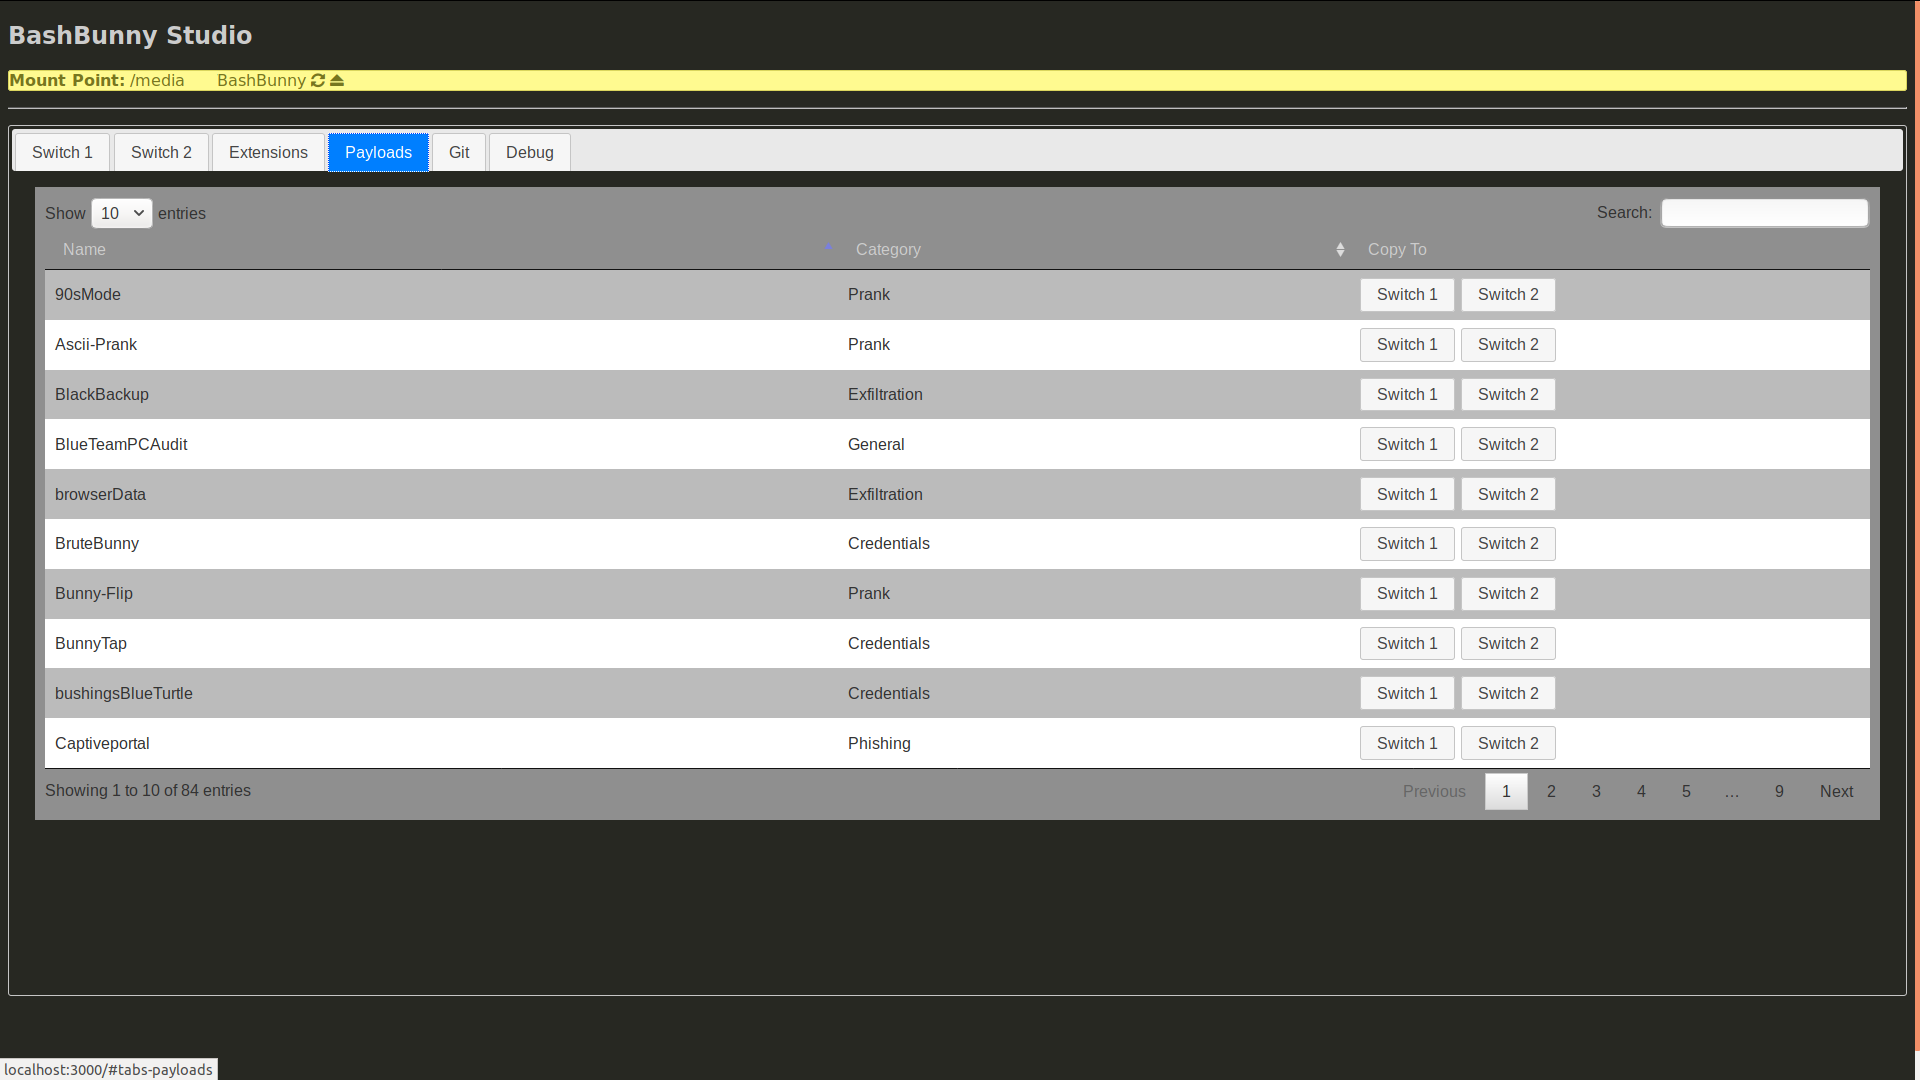 BashBunny Studio
Mount Point: /media BashBunny
Switch 1 Switch 2 Extensions Payloads Git Debug
Show 10 entries Search:
Name Category Copy To
90sMode Prank Switch 1 Switch 2
Ascii-Prank Prank Switch 1 Switch 2
BlackBackup Exfiltration Switch 1 Switch 2
BlueTeamPCAudit General Switch 1 Switch 2
browserData Exfiltration Switch 1 Switch 2
BruteBunny Credentials Switch 1 Switch 2
Bunny-Flip Prank Switch 1 Switch 2
BunnyTap Credentials Switch 1 Switch 2
bushingsBlueTurtle Credentials Switch 1 Switch 2
Captiveportal Phishing Switch 1 Switch 2
Showing 1 to 10 of 84 entries Previous 1 2 3 4 5 … 9 Next
localhost:3000/#tabs-payloads